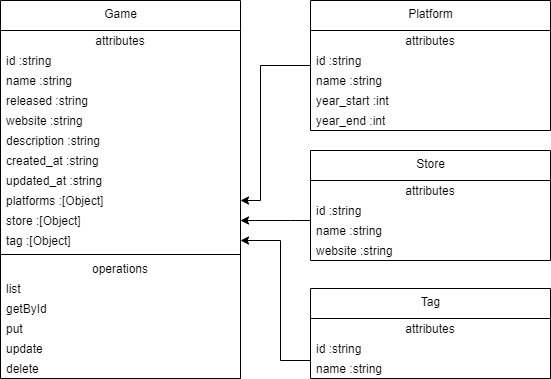 Game
attributes
id :string
name :string
released :string
website :string
description :string
created_at :string
updated_at :string
platforms :[Object]
store :[Object]
tag :[Object]
operations
list
getById
put
update
delete
Platform
attributes
id :string
name :string
year_start :int
year_end :int
Store
attributes
id :string
name :string
website :string
Tag
attributes
id :string
name :string